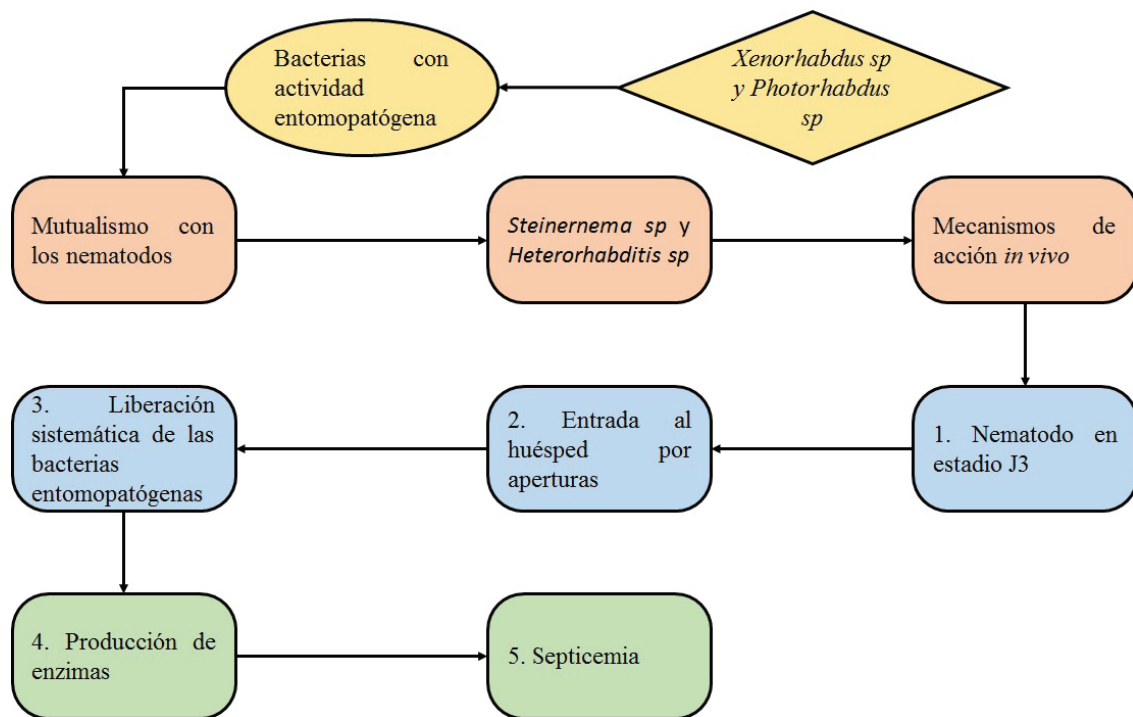 Xenorhabdus sp
y Photorhabdus
sp
Bacterias con
actividad
entomopatógena
Mutualismo con
los nematodos
Steinernema sp y
Heterorhabditis sp
Mecanismos de
acción in vivo
1. Nematodo en
estadio J3
2. Entrada al
huésped por
aperturas
3. Liberación
sistemática de las
bacterias
entomopatógenas
4. Producción de
enzimas
5. Septicemia